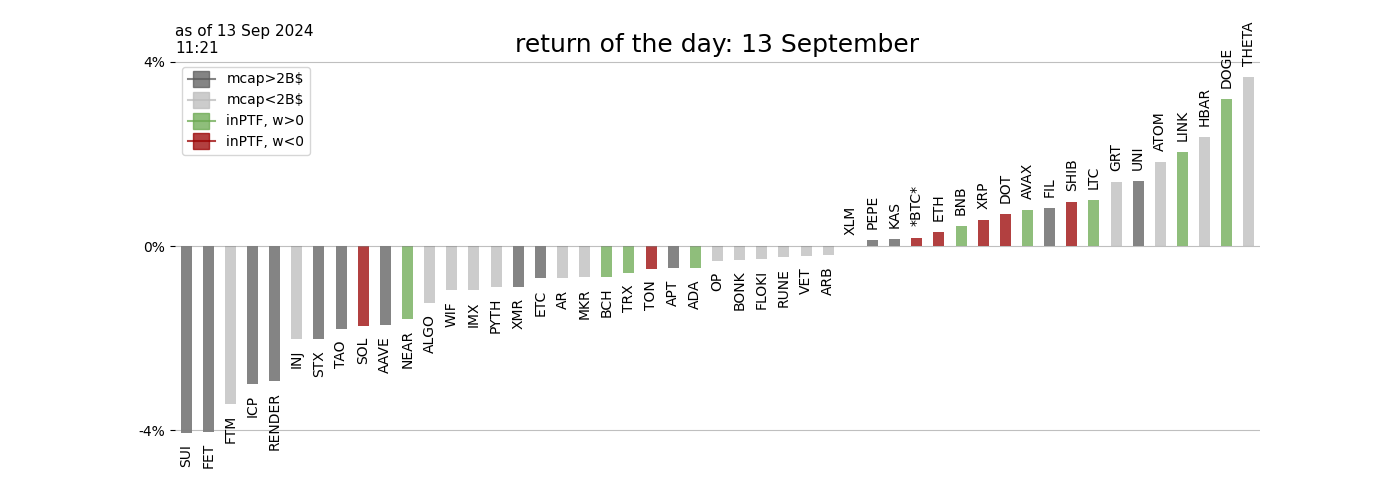 as of 13 Sep 2024
11:21
return of the day: 13 September
4%
0%
-4%
mcap>2B$
mcap<2B$
inPTF, w>0
inPTF, w<0
SUI
FET
FTM
ICP
RENDER
INJ
STX
TAO
SOL
AAVE
NEAR
ALGO
WIF
IMX
PYTH
XMR
ETC
AR
MKR
BCH
TRX
TON
APT
ADA
OP
BONK
FLOKI
RUNE
VET
ARB
XLM
PEPE
KAS
*BTC*
ETH
BNB
XRP
DOT
AVAX
FIL
SHIB
LTC
GRT
UNI
ATOM
LINK
HBAR
DOGE
THETA